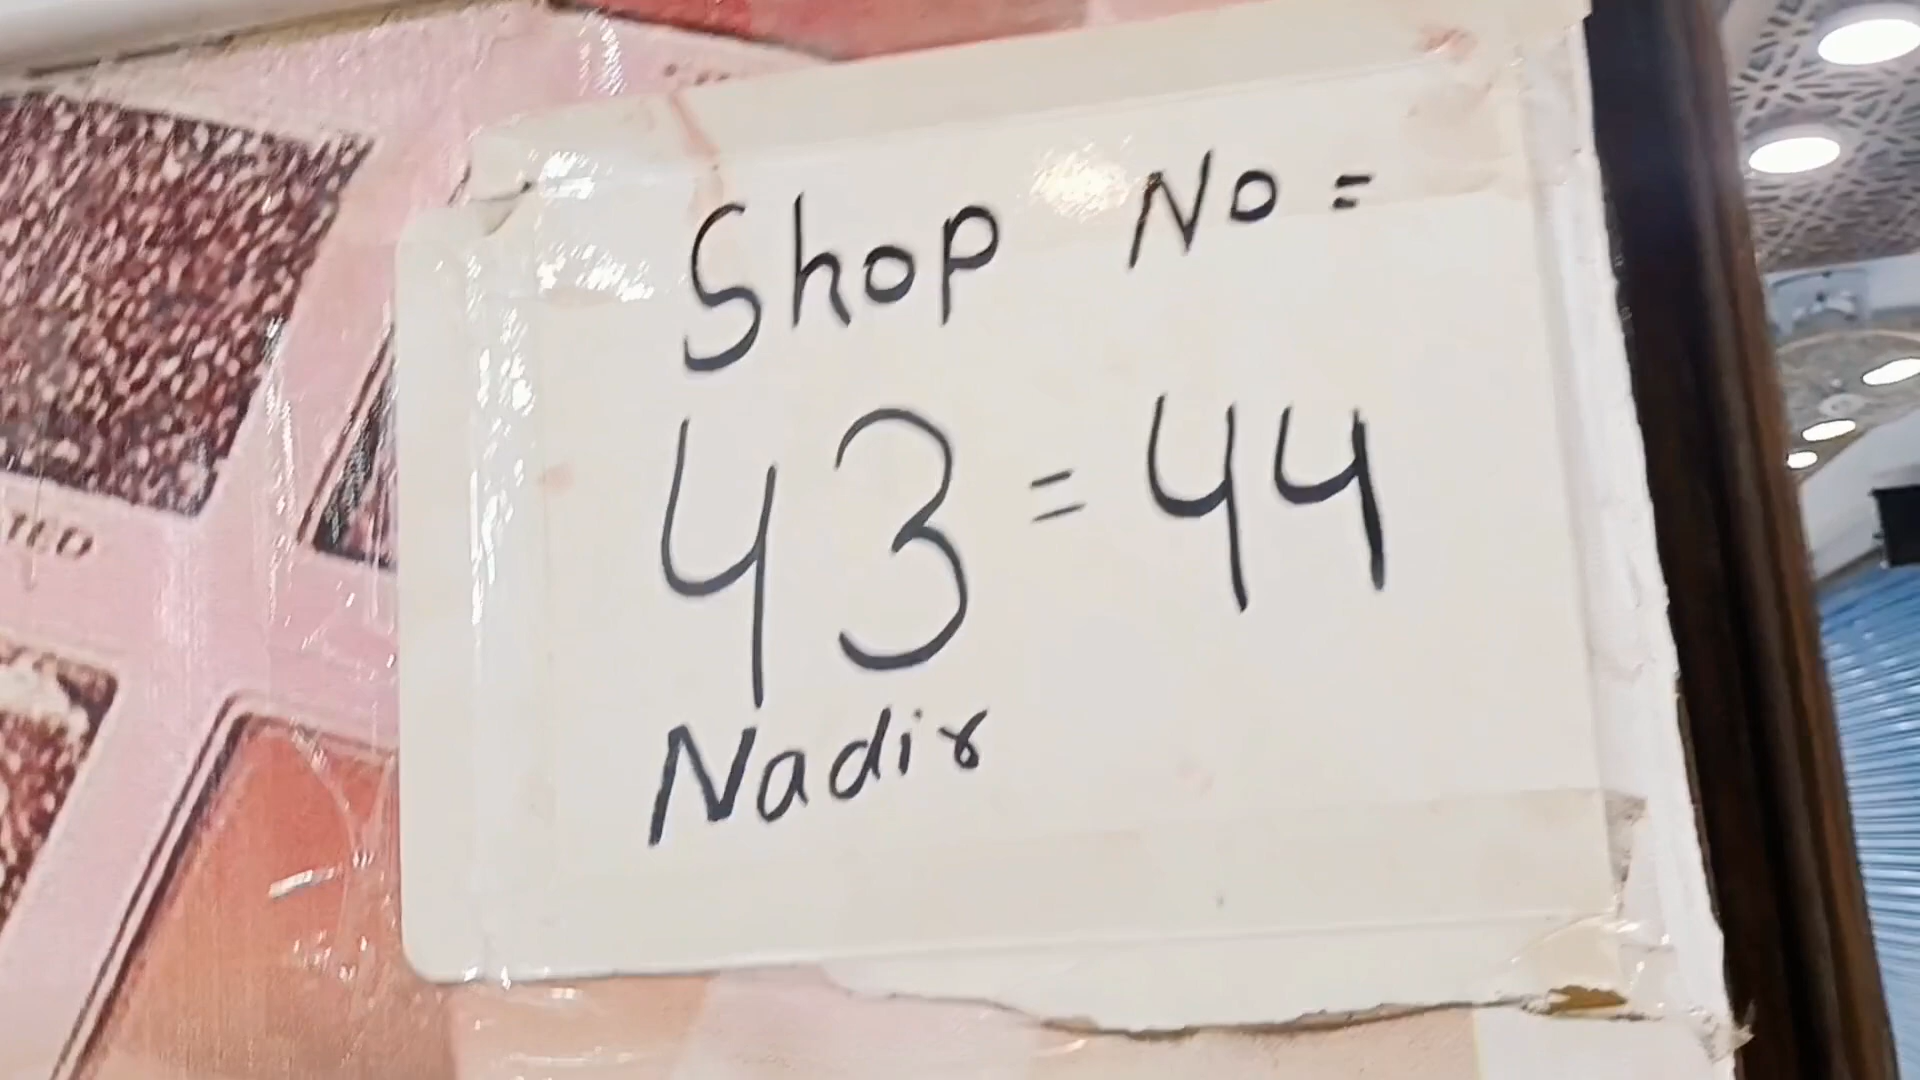 Shop No =
43 = 44
Nadir